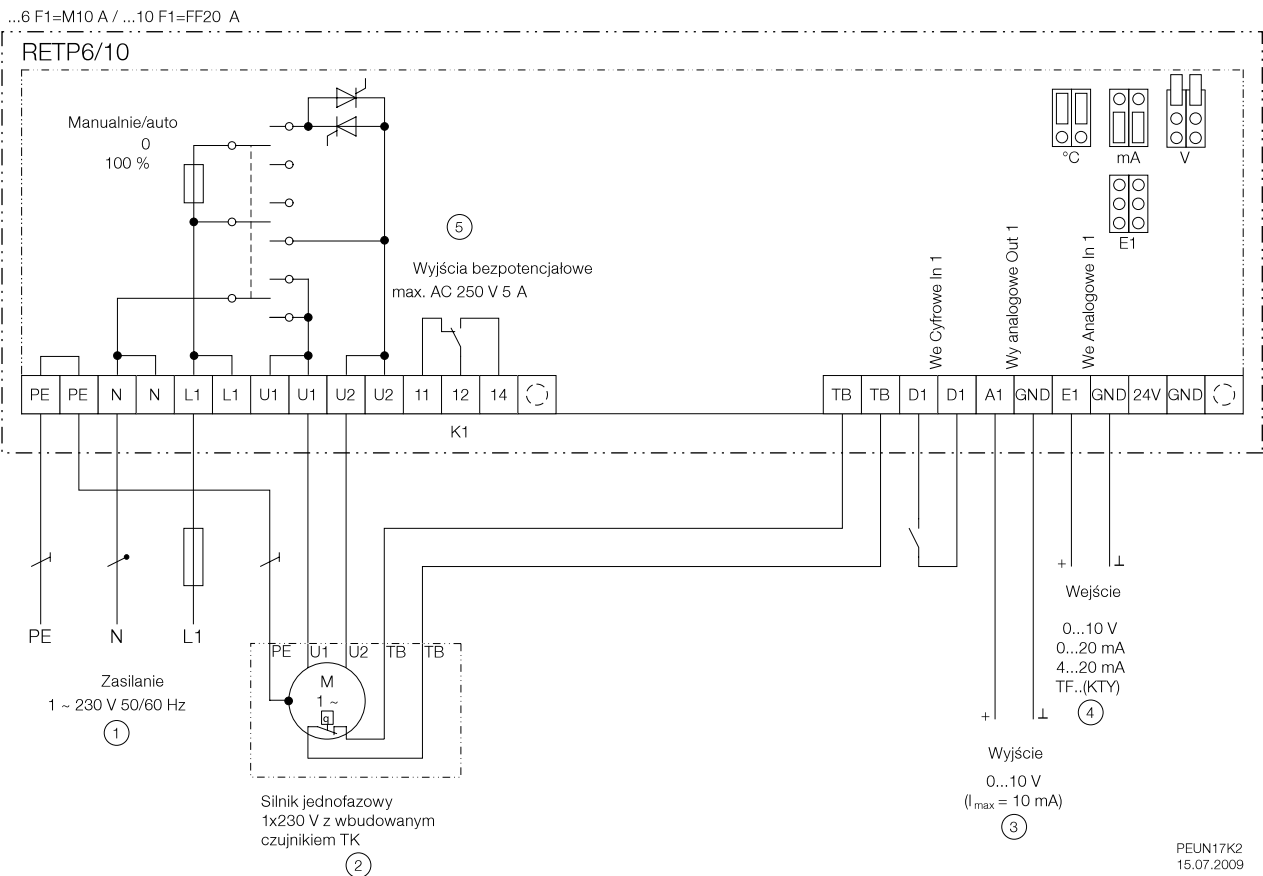 ...6 F1=M10 A / ...10 F1=FF20 A
RETP6/10
Manualnie/auto
0
100 %
°C
mA
V
E1
5
Wyjścia bezpotencjałowe
max. AC 250 V 5 A
We Cyfrowe In 1
Wy analogowe Out 1
We Analogowe In 1
PE PE N N L1 L1 U1 U1 U2 U2 11 12 14
TB TB D1 D1 A1 GND E1 GND 24V GND
K1
+ ⊥
Wejście
0...10 V
0...20 mA
4...20 mA
TF..(KTY)
4
PE N L1
Zasilanie
1 ~ 230 V 50/60 Hz
1
PE U1 U2 TB TB
M
1 ~
q
+ ⊥
Wyjście
0...10 V
(Imax = 10 mA)
3
Silnik jednofazowy
1x230 V z wbudowanym
czujnikiem TK
2
PEUN17K2
15.07.2009